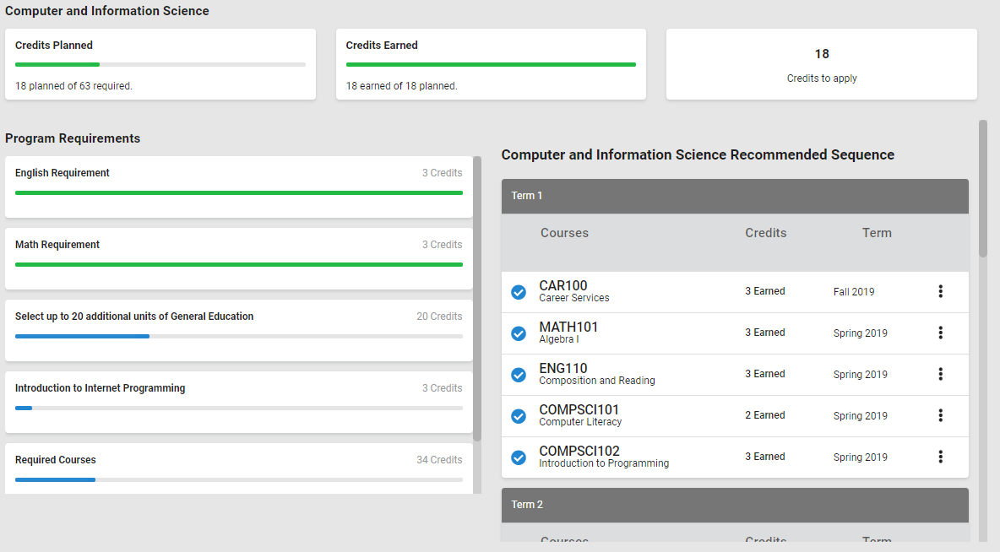 Computer and Information Science
Credits Planned
18 planned of 63 required.
Credits Earned
18 earned of 18 planned.
18
Credits to apply
Program Requirements
English Requirement 3 Credits
Math Requirement 3 Credits
Select up to 20 additional units of General Education 20 Credits
Introduction to Internet Programming 3 Credits
Required Courses 34 Credits
Computer and Information Science Recommended Sequence
Term 1
Courses Credits Term
CAR100
Career Services
3 Earned Fall 2019
MATH101
Algebra I
3 Earned Spring 2019
ENG110
Composition and Reading
3 Earned Spring 2019
COMPSCI101
Computer Literacy
2 Earned Spring 2019
COMPSCI102
Introduction to Programming
3 Earned Spring 2019
Term 2
Courses Credits Term